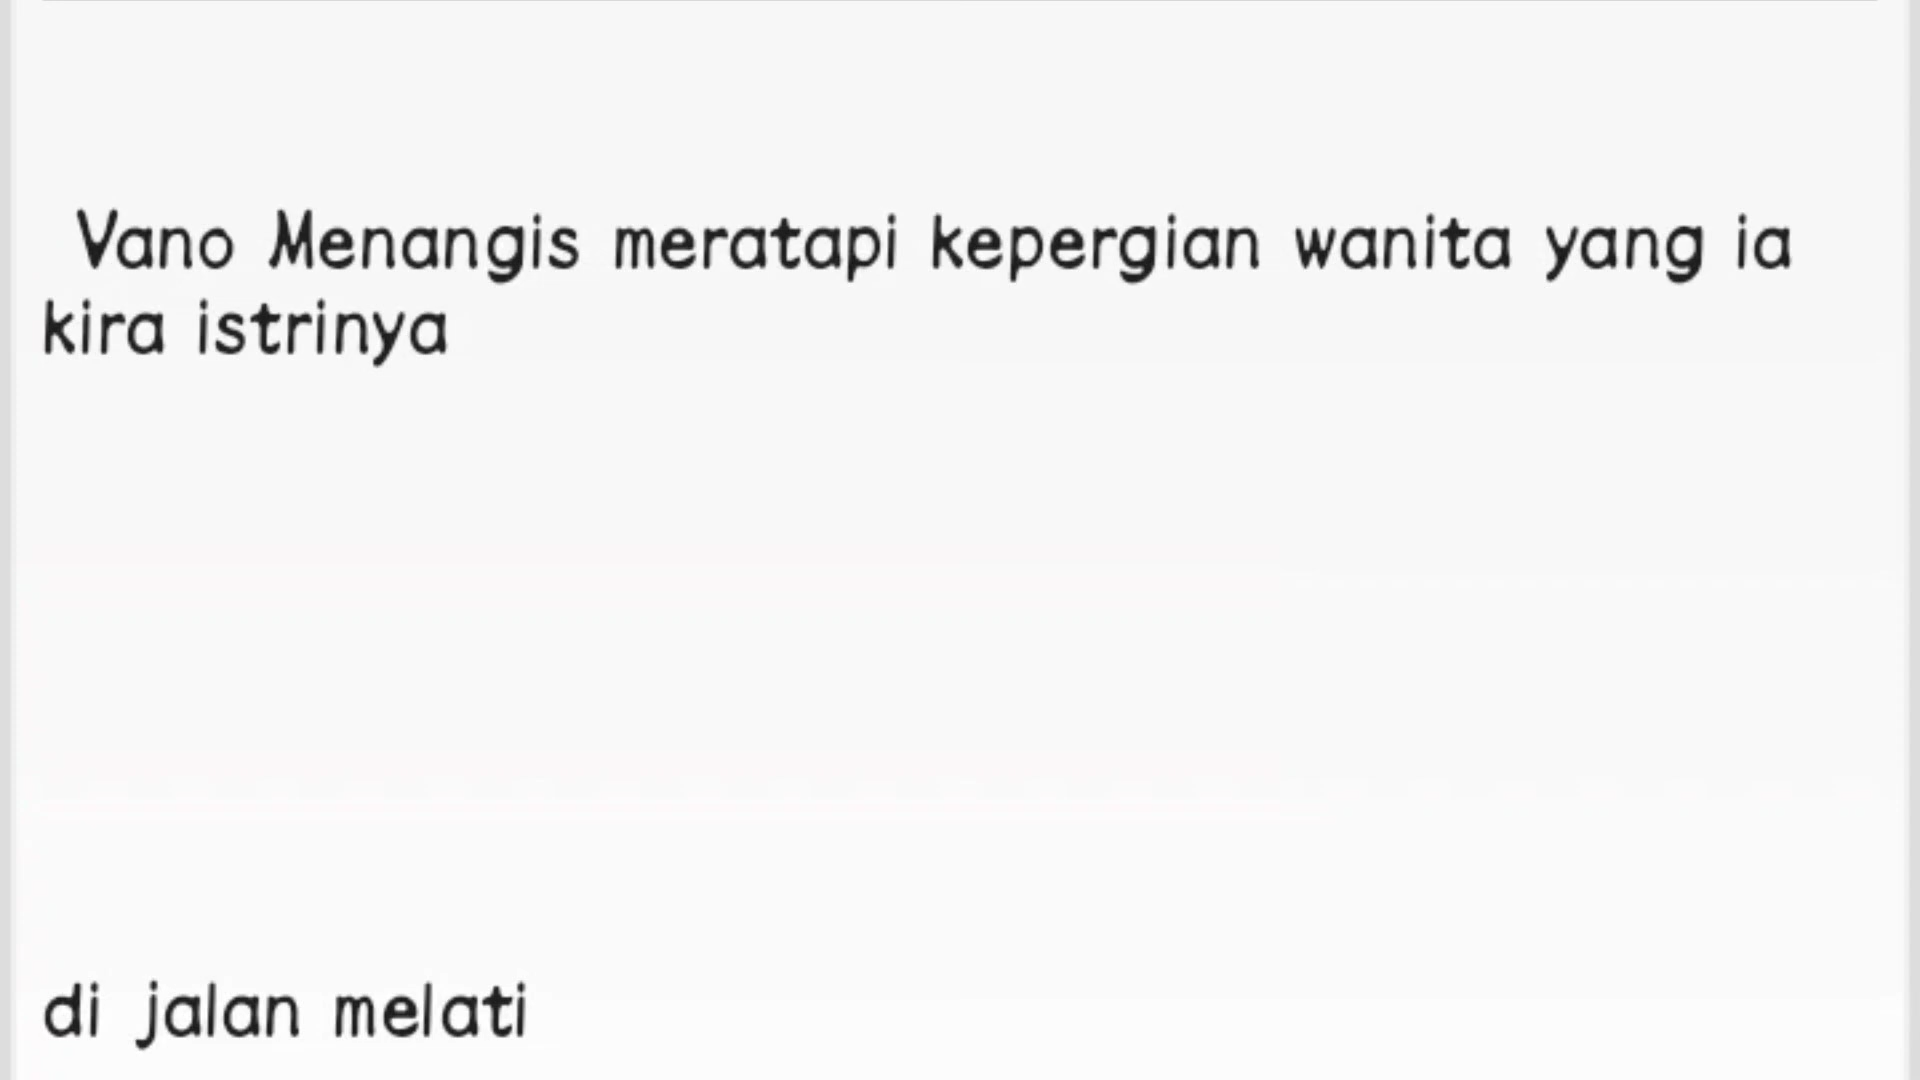 Vano Menangis meratapi kepergian wanita yang ia
kira istrinya
di jalan melati